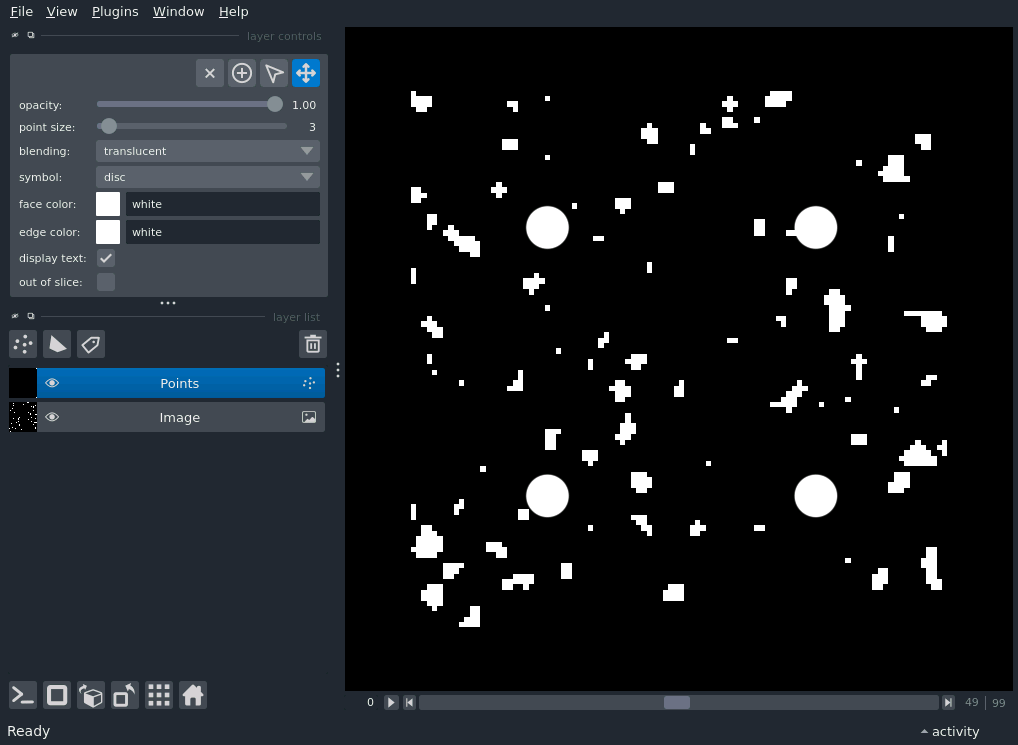 File View Plugins Window Help
layer controls
opacity: 1.00
point size: 3
blending: translucent
symbol: disc
face color: white
edge color: white
display text:
out of slice:
layer list
Points
Image
0 49 | 99
Ready activity